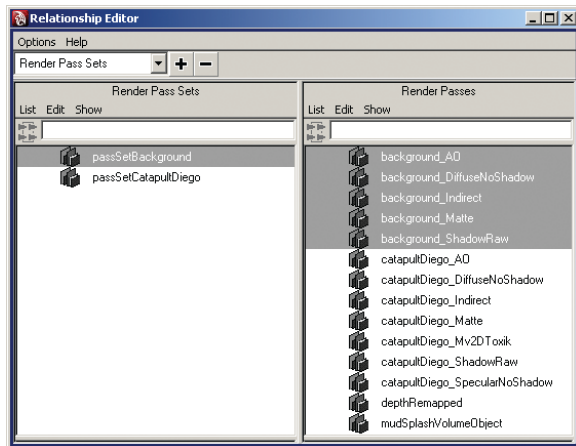 Relationship Editor
Options Help
Render Pass Sets
Render Pass Sets
List Edit Show
passSetBackground
passSetCatapultDiego
Render Passes
List Edit Show
background_AO
background_DiffuseNoShadow
background_Indirect
background_Matte
background_ShadowRaw
catapultDiego_AO
catapultDiego_DiffuseNoShadow
catapultDiego_Indirect
catapultDiego_Matte
catapultDiego_Mv2DToxik
catapultDiego_ShadowRaw
catapultDiego_SpecularNoShadow
depthRemapped
mudSplashVolumeObject